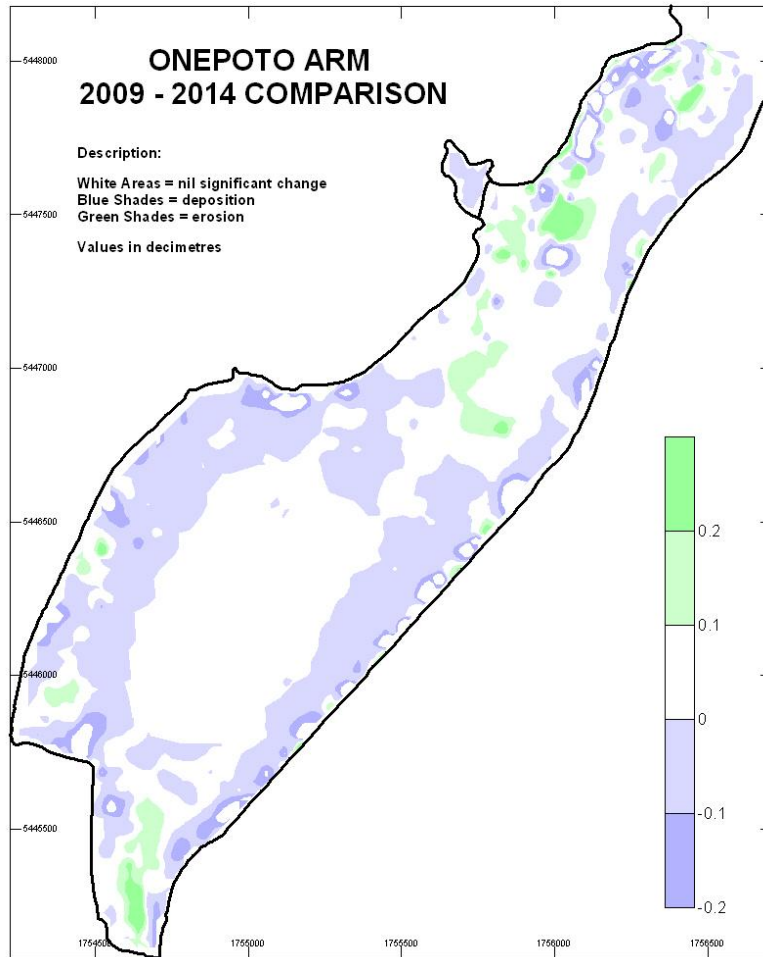 ONEPOTO ARM
2009 - 2014 COMPARISON
Description:
White Areas = nil significant change
Blue Shades = deposition
Green Shades = erosion
Values in decimetres
5448000
5447500
5447000
5446500
5446000
5445500
0.2
0.1
0
-0.1
-0.2
1754500
1755000
1755500
1756000
1756500